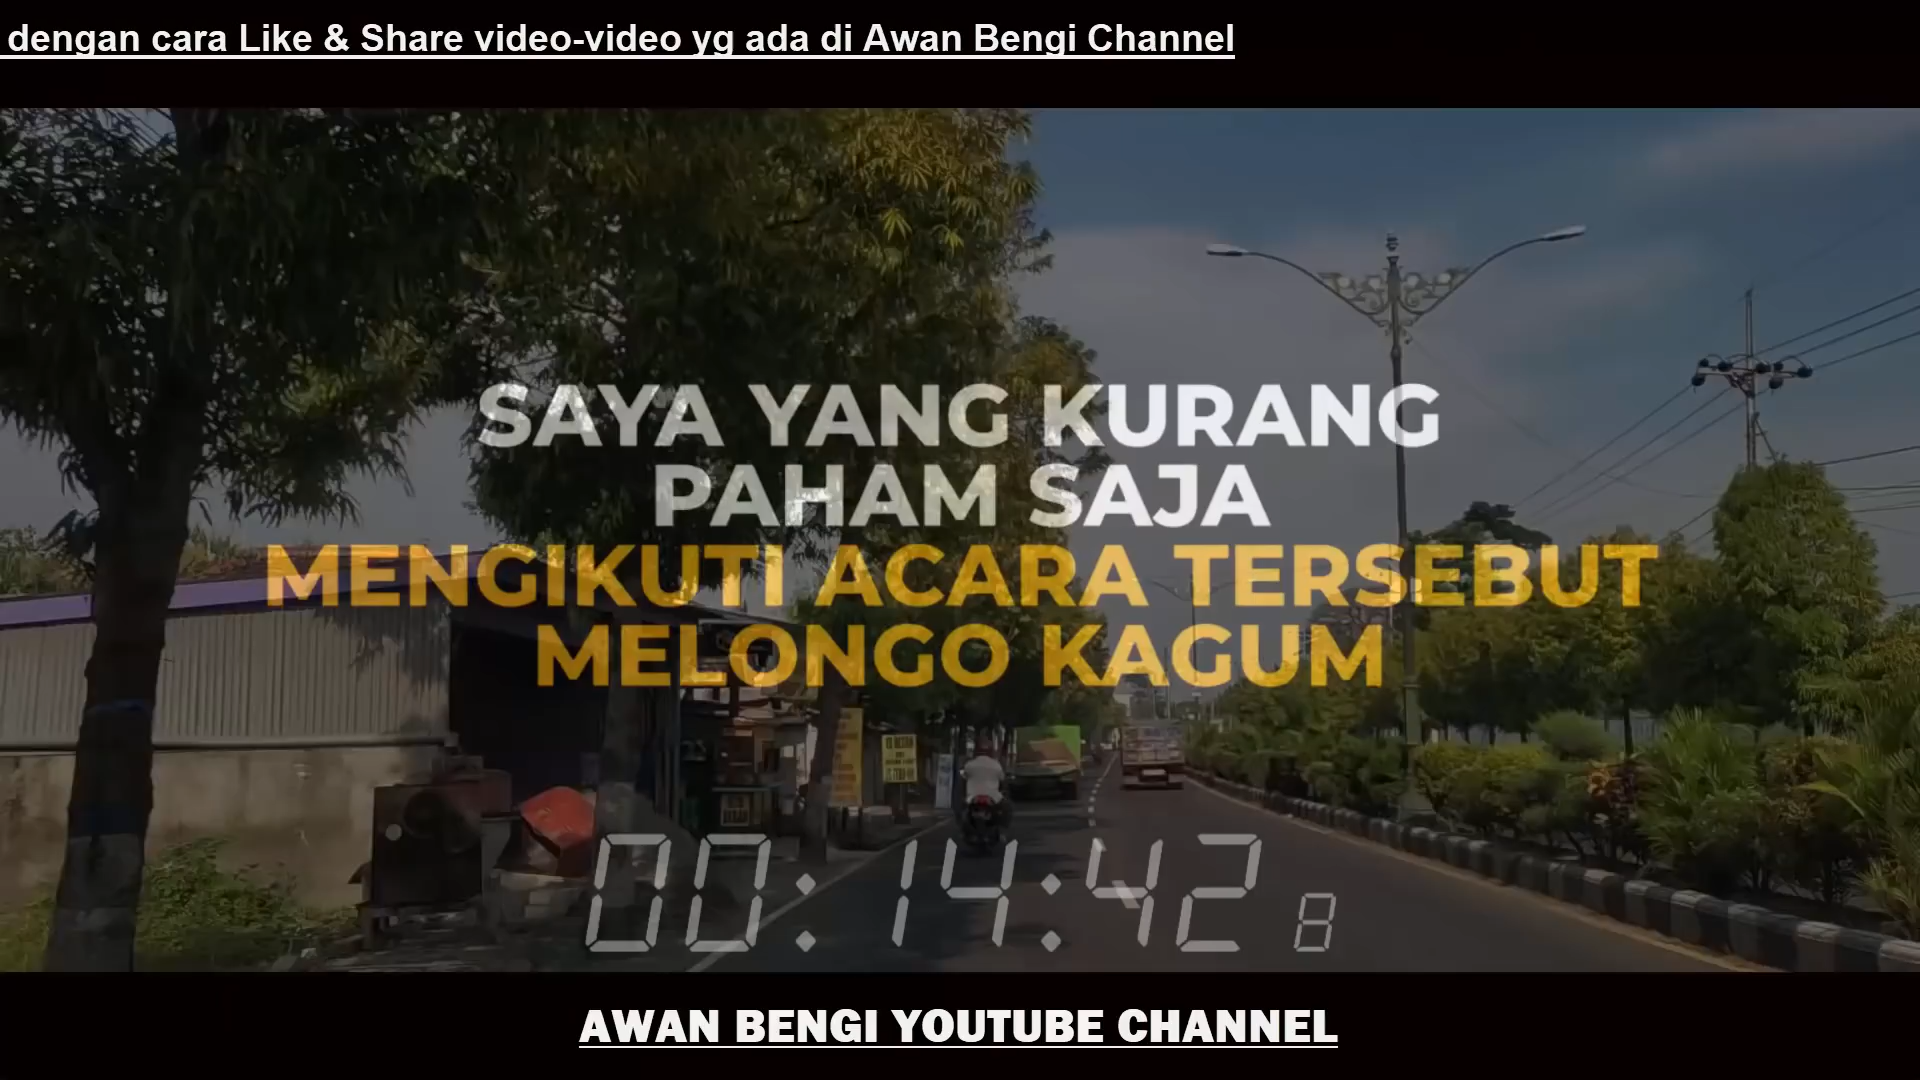 dengan cara Like & Share video-video yg ada di Awan Bengi Channel
SAYA YANG KURANG
PAHAM SAJA
MENGIKUTI ACARA TERSEBUT
MELONGO KAGUM
00:14:42 8
AWAN BENGI YOUTUBE CHANNEL